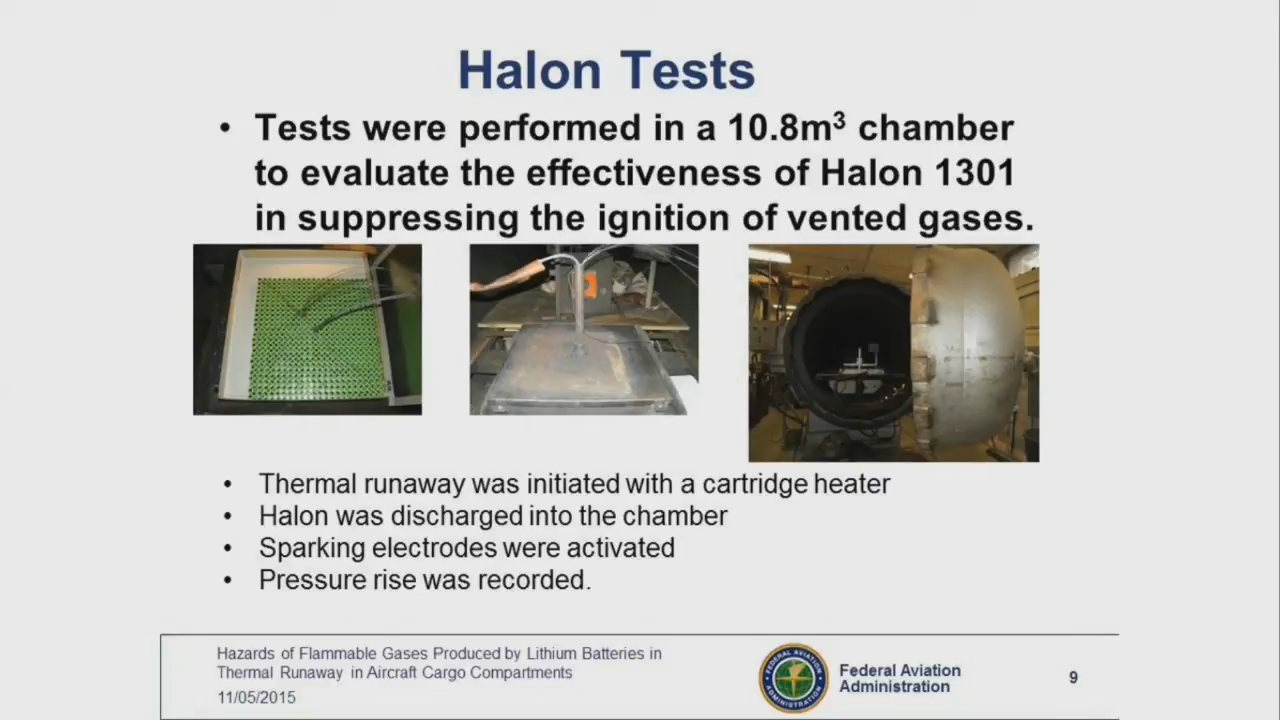 Halon Tests
• Tests were performed in a 10.8m³ chamber
to evaluate the effectiveness of Halon 1301
in suppressing the ignition of vented gases.
• Thermal runaway was initiated with a cartridge heater
• Halon was discharged into the chamber
• Sparking electrodes were activated
• Pressure rise was recorded.
Hazards of Flammable Gases Produced by Lithium Batteries in
Thermal Runaway in Aircraft Cargo Compartments
11/05/2015
FEDERAL AVIATION
ADMINISTRATION
Federal Aviation
Administration
9